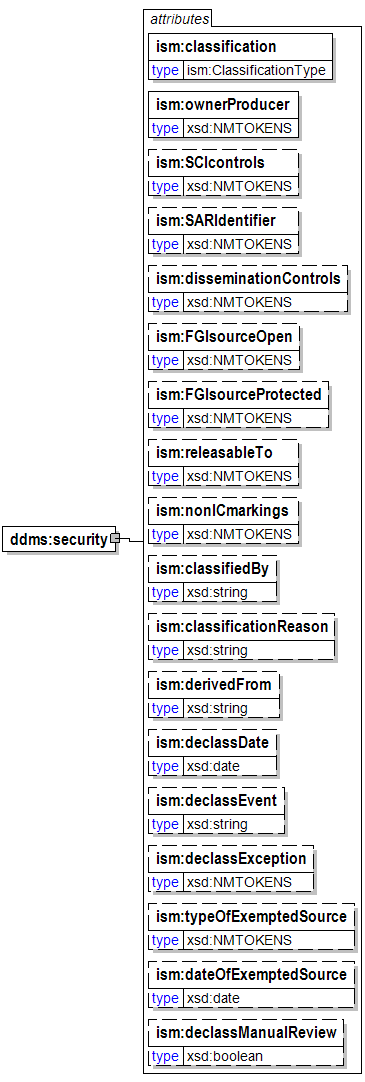 attributes
ism:classification
type ism:ClassificationType
ism:ownerProducer
type xsd:NMTOKENS
ism:SCIcontrols
type xsd:NMTOKENS
ism:SARIdentifier
type xsd:NMTOKENS
ism:disseminationControls
type xsd:NMTOKENS
ism:FGIsourceOpen
type xsd:NMTOKENS
ism:FGIsourceProtected
type xsd:NMTOKENS
ism:releasableTo
type xsd:NMTOKENS
ism:nonICmarkings
type xsd:NMTOKENS
ddms:security
ism:classifiedBy
type xsd:string
ism:classificationReason
type xsd:string
ism:derivedFrom
type xsd:string
ism:declassDate
type xsd:date
ism:declassEvent
type xsd:string
ism:declassException
type xsd:NMTOKENS
ism:typeOfExemptedSource
type xsd:NMTOKENS
ism:dateOfExemptedSource
type xsd:date
ism:declassManualReview
type xsd:boolean